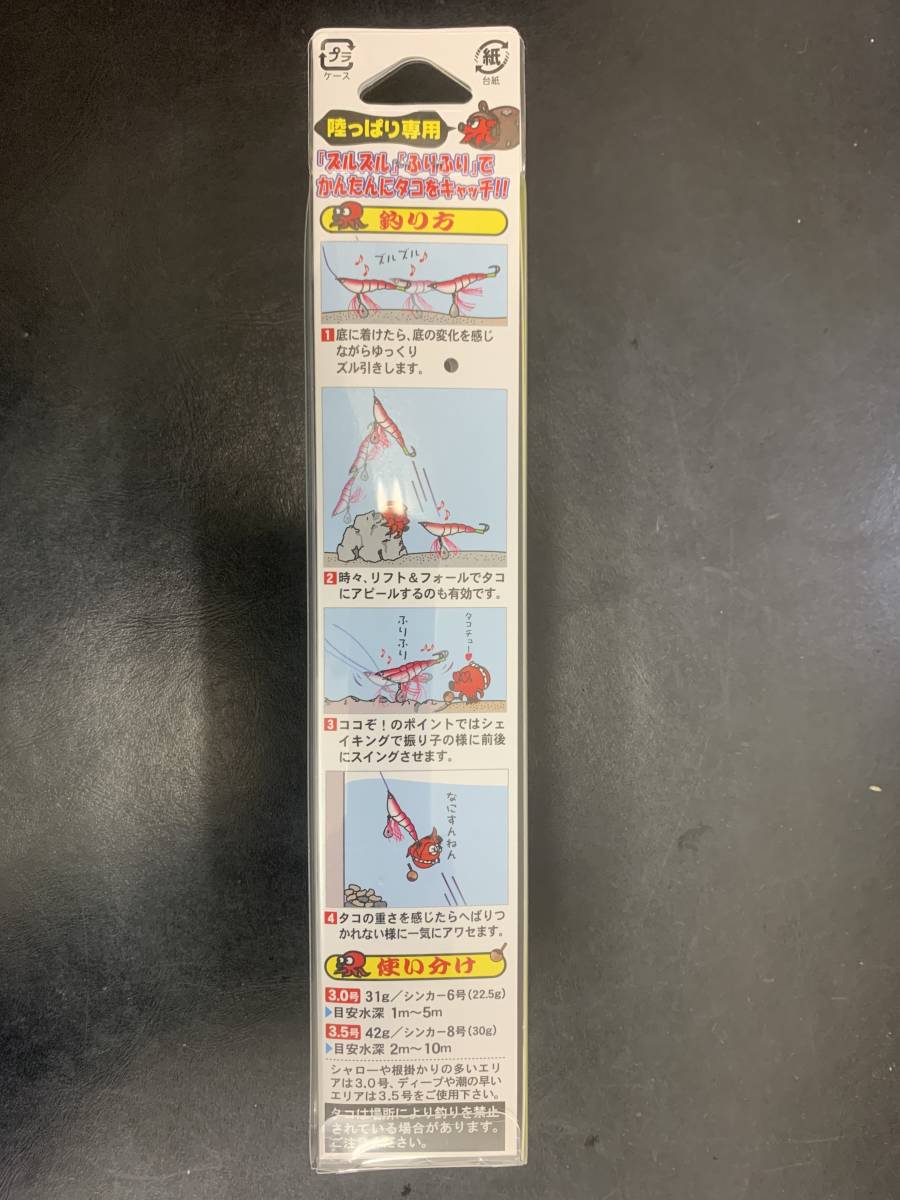 プラ
ケース
紙
台紙
陸っぱり専用
『ズルズル』『ふりふり』で
かんたんにタコをキャッチ!!
釣り方
ズルズル
1 底に着けたら、底の変化を感じ
ながらゆっくり
ズル引きします。
2 時々、リフト&フォールでタコ
にアピールするのも有効です。
ふりふり
タコチュー
3 ココぞ!のポイントではシェ
イキングで振り子の様に前後
にスイングさせます。
なにすんねん
4 タコの重さを感じたらへばりつ
かれない様に一気にアワセます。
使い分け
3.0号 31g/シンカー6号(22.5g)
▶目安水深 1m〜5m
3.5号 42g/シンカー8号(30g)
▶目安水深 2m〜10m
シャローや根掛かりの多いエリ
アは3.0号、ディープや潮の早い
エリアは3.5号をご使用下さい。
タコは場所により釣りを禁止
されている場合があります。
ご注意ください。